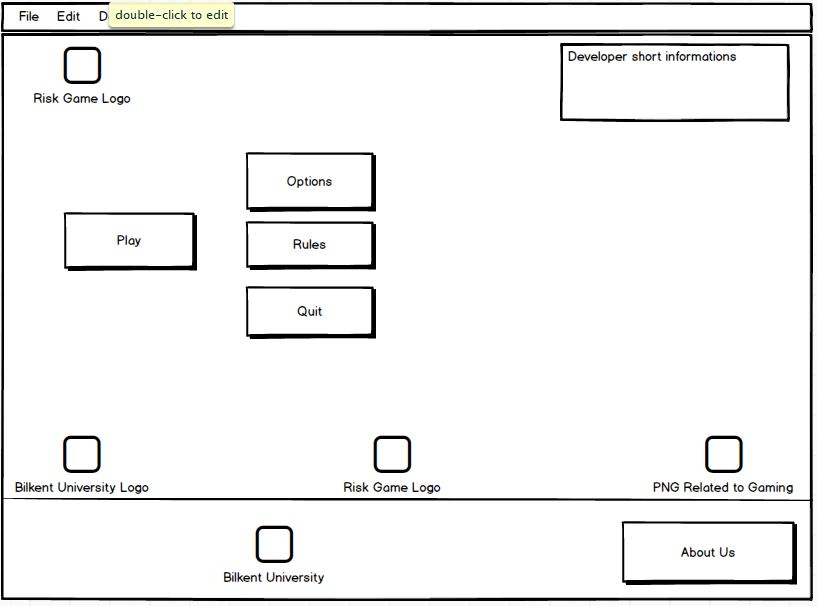 File Edit
double-click to edit
Risk Game Logo
Developer short informations
Options
Play
Rules
Quit
Bilkent University Logo
Risk Game Logo
PNG Related to Gaming
Bilkent University
About Us